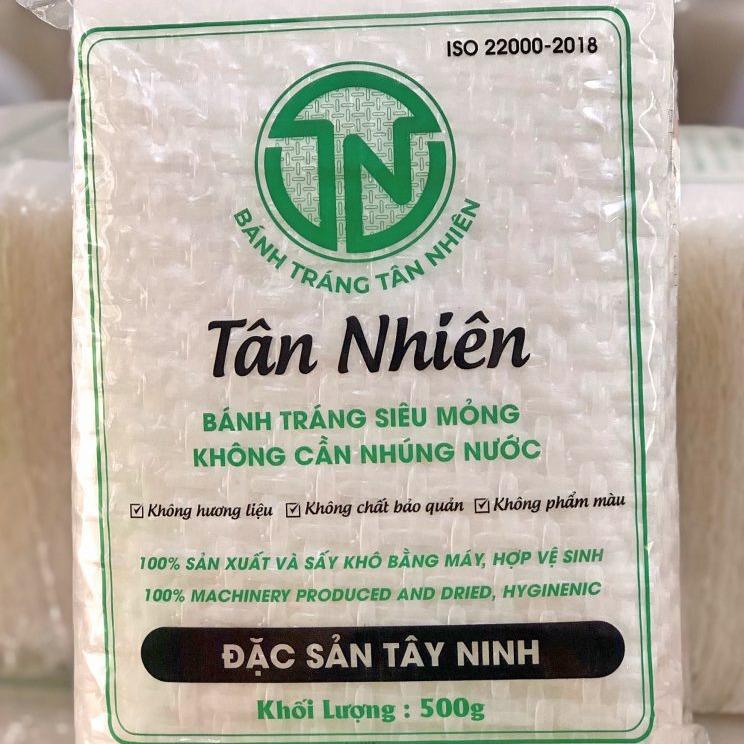 ISO 22000-2018
TN
BÁNH TRÁNG TÂN NHIÊN
Tân Nhiên
BÁNH TRÁNG SIÊU MỎNG
KHÔNG CẦN NHÚNG NƯỚC
☑ Không hương liệu ☑ Không chất bảo quản ☑ Không phẩm màu
100% SẢN XUẤT VÀ SẤY KHÔ BẰNG MÁY, HỢP VỆ SINH
100% MACHINERY PRODUCED AND DRIED, HYGINENIC
ĐẶC SẢN TÂY NINH
Khối Lượng : 500g